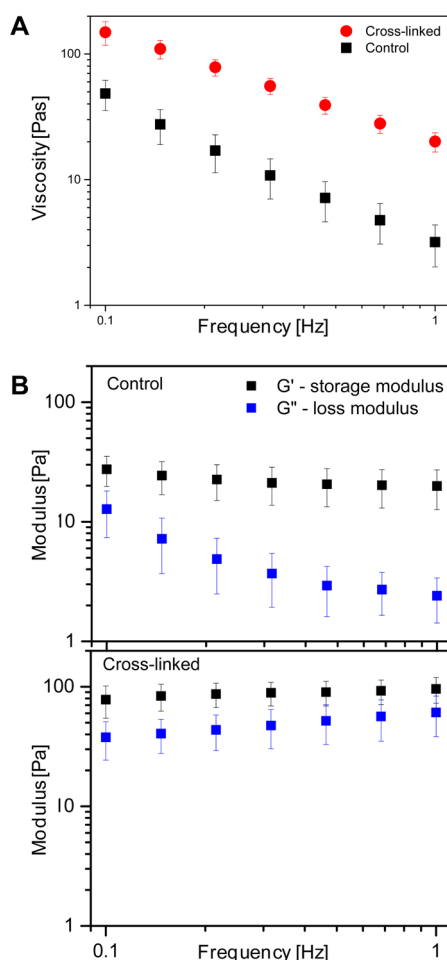 A
Cross-linked
Control
100
10
1
Viscosity [Pas]
0.1
1
Frequency [Hz]
B
Control
G' - storage modulus
G" - loss modulus
100
10
1
Modulus [Pa]
Cross-linked
100
10
1
Modulus [Pa]
0.1
1
Frequency [Hz]